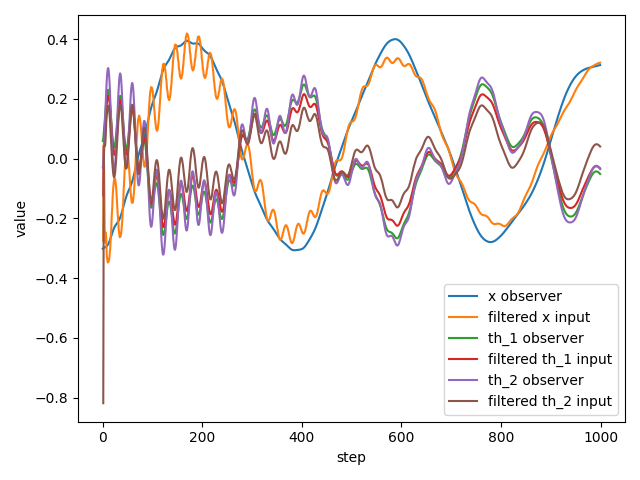 0.4
0.2
0.0
−0.2
−0.4
−0.6
−0.8
value
0
200
400
600
800
1000
step
x observer
filtered x input
th_1 observer
filtered th_1 input
th_2 observer
filtered th_2 input